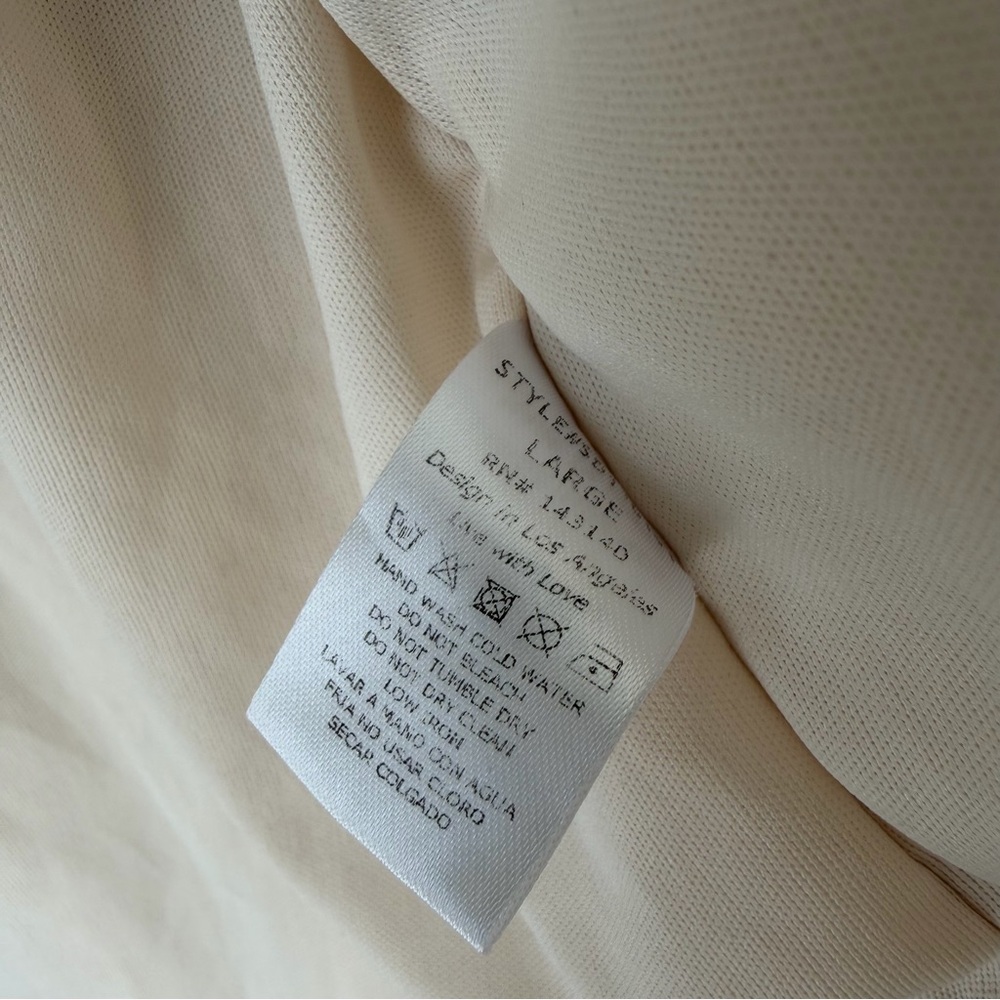 LARGE
RN# 143140
Design in Los Angeles
Live with Love
HAND WASH COLD WATER
DO NOT BLEACH
DO NOT TUMBLE DRY
DO NOT DRY CLEAN
LOW IRON
LAVAR A MANO CON AGUA
FRIA NO USAR CLORO
SECAR COLGADO